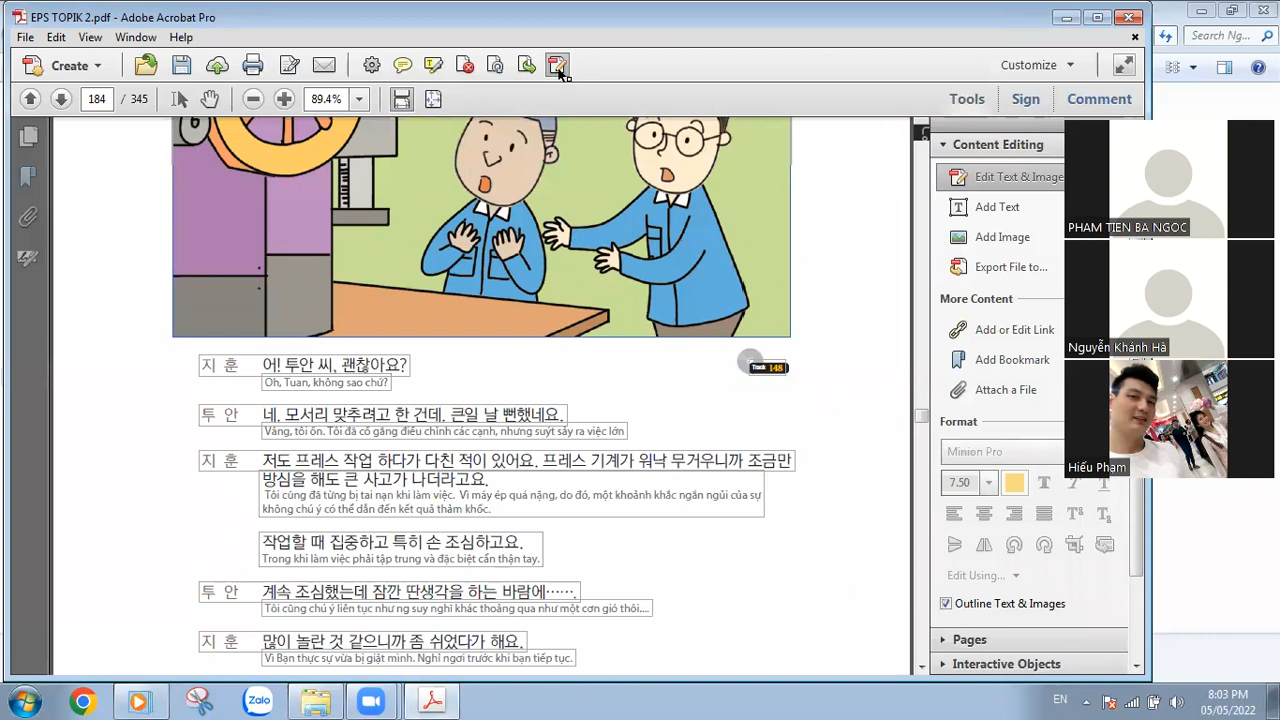 EPS TOPIK 2.pdf - Adobe Acrobat Pro
File Edit View Window Help
Search Ng...
Create
Customize
184 / 345
89.4%
Tools Sign Comment
Content Editing
Edit Text & Image
Add Text
Add Image
Export File to...
More Content
Add or Edit Link
Add Bookmark
Attach a File
Format
Minion Pro
7.50
Edit Using...
Outline Text & Images
Pages
Interactive Objects
PHAM TIEN BA NGOC
Nguyễn Khánh Hà
Hiếu Phạm
지 훈 어! 투안 씨, 괜찮아요?
Oh, Tuan, không sao chứ?
Track 148
투 안 네, 모서리 맞추려고 한 건데, 큰일 날 뻔했네요.
Vâng, tôi ổn. Tôi đã cố gắng điều chỉnh các cạnh, nhưng suýt sảy ra việc lớn
지 훈 저도 프레스 작업 하다가 다친 적이 있어요. 프레스 기계가 워낙 무거우니까 조금만
방심을 해도 큰 사고가 나더라고요.
Tôi cũng đã từng bị tai nạn khi làm việc. Vì máy ép quá nặng, do đó, một khoảnh khắc ngắn ngủi của sự
không chú ý có thể dẫn đến kết quả thảm khốc.
작업할 때 집중하고 특히 손 조심하고요.
Trong khi làm việc phải tập trung và đặc biệt cẩn thận tay.
투 안 계속 조심했는데 잠깐 딴생각을 하는 바람에…….
Tôi cũng chú ý liên tục như ng suy nghĩ khác thoảng qua như một cơn gió thôi....
지 훈 많이 놀란 것 같으니까 좀 쉬었다가 해요.
Vì Bạn thực sự vừa bị giật mình. Nghỉ ngơi trước khi bạn tiếp tục.
Zalo
EN
8:03 PM
05/05/2022